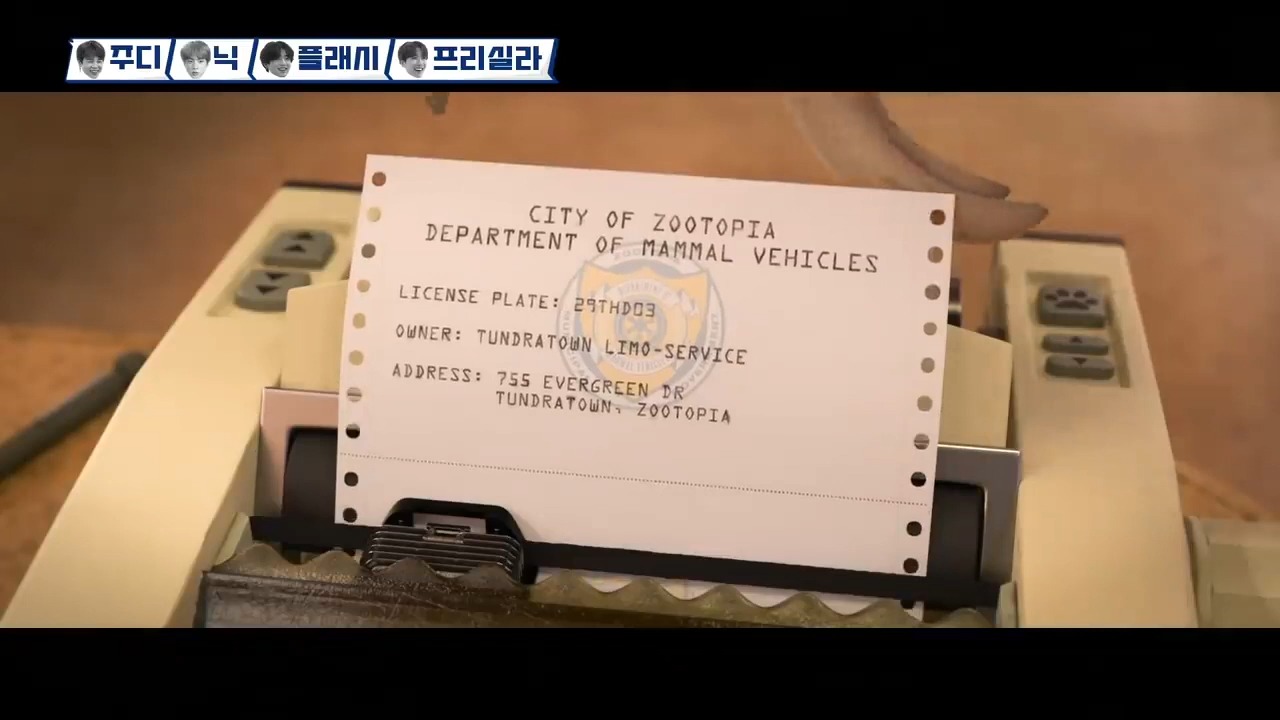 쭈디 닉 플래시 프리실라
CITY OF ZOOTOPIA
DEPARTMENT OF MAMMAL VEHICLES
LICENSE PLATE: 29THD03
OWNER: TUNDRATOWN LIMO-SERVICE
ADDRESS: 755 EVERGREEN DR
TUNDRATOWN, ZOOTOPIA